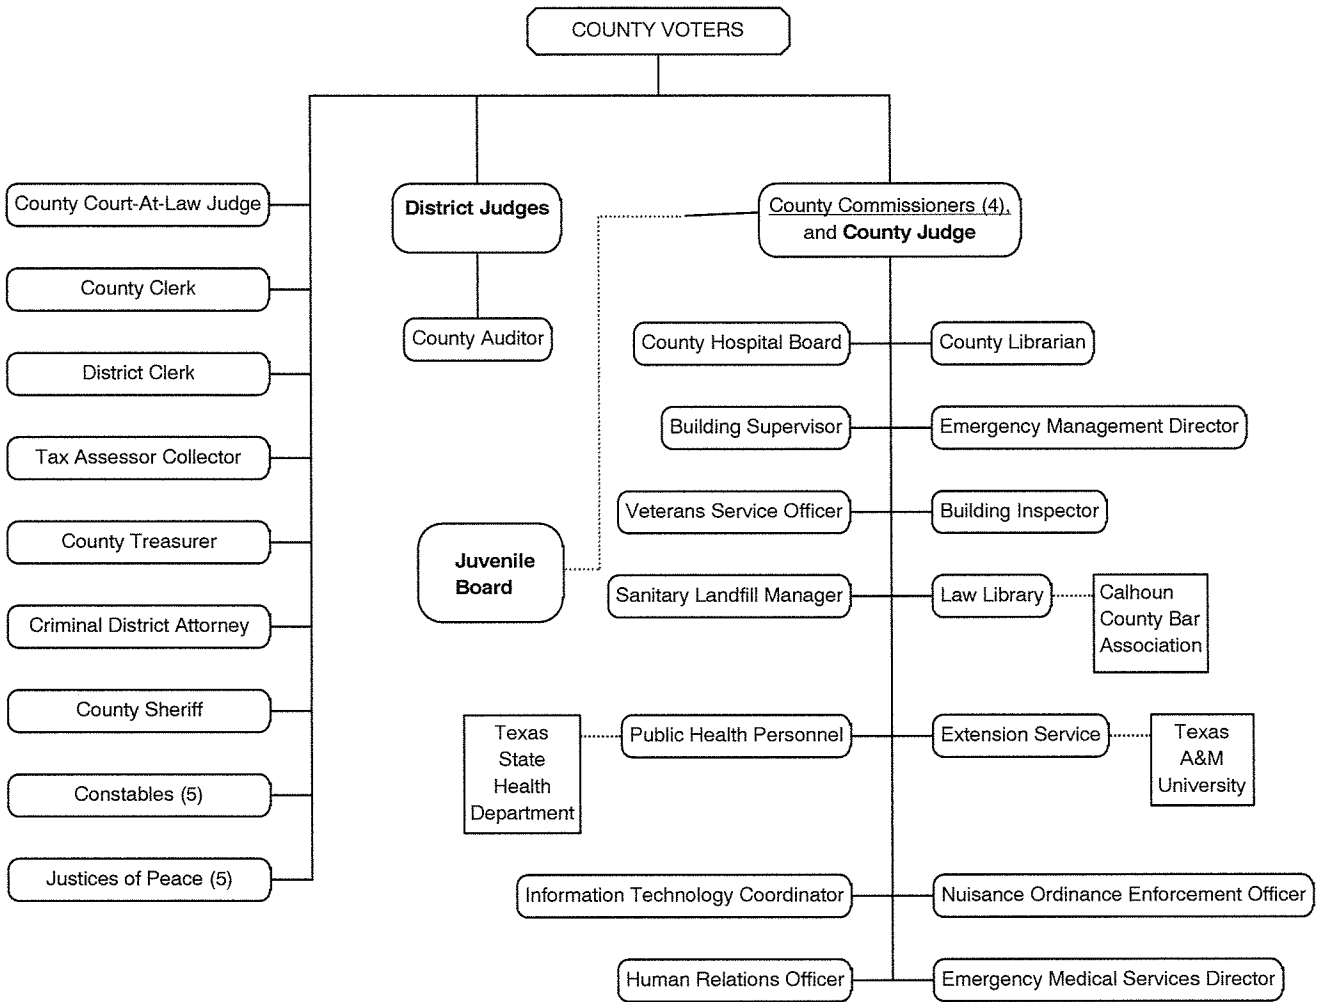 COUNTY VOTERS
County Court-At-Law Judge
County Clerk
District Clerk
Tax Assessor Collector
County Treasurer
Criminal District Attorney
County Sheriff
Constables (5)
Justices of Peace (5)
District Judges
County Auditor
Juvenile
Board
County Commissioners (4),
and County Judge
County Hospital Board
County Librarian
Building Supervisor
Emergency Management Director
Veterans Service Officer
Building Inspector
Sanitary Landfill Manager
Law Library
Calhoun
County Bar
Association
Texas
State
Health
Department
Public Health Personnel
Extension Service
Texas
A&M
University
Information Technology Coordinator
Nuisance Ordinance Enforcement Officer
Human Relations Officer
Emergency Medical Services Director